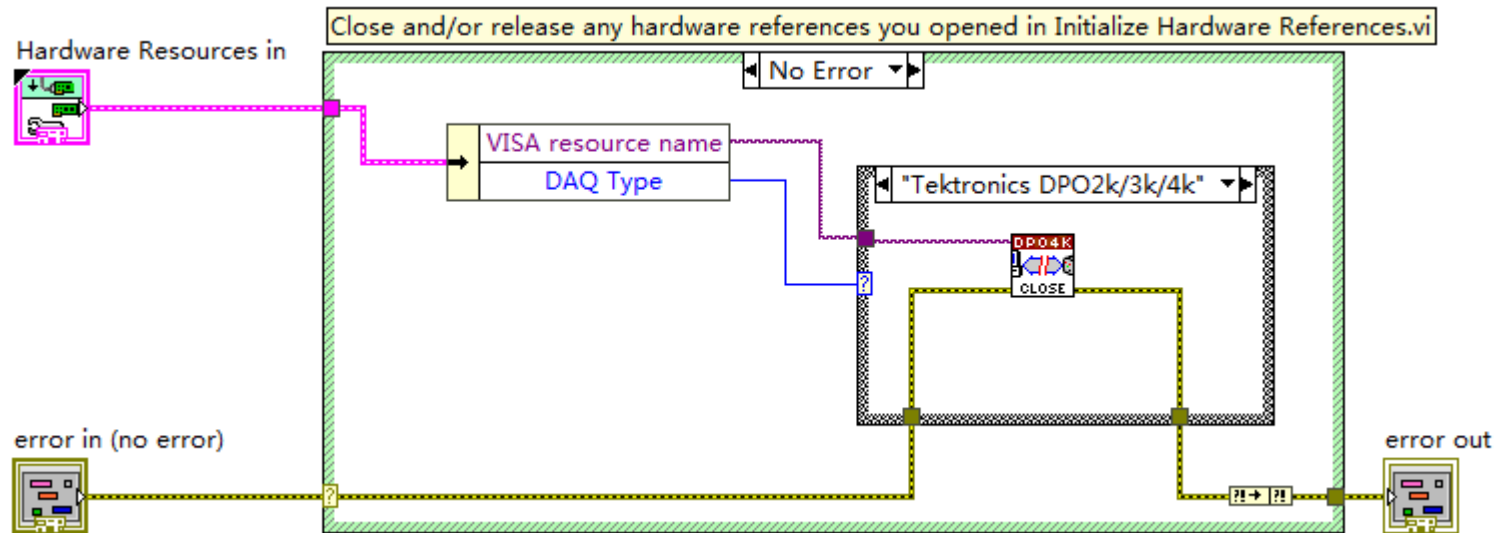 Close and/or release any hardware references you opened in Initialize Hardware References.vi
Hardware Resources in
No Error
VISA resource name
DAQ Type
"Tektronics DPO2k/3k/4k"
DPO4K
CLOSE
?
error in (no error)
error out
?
?! ?!